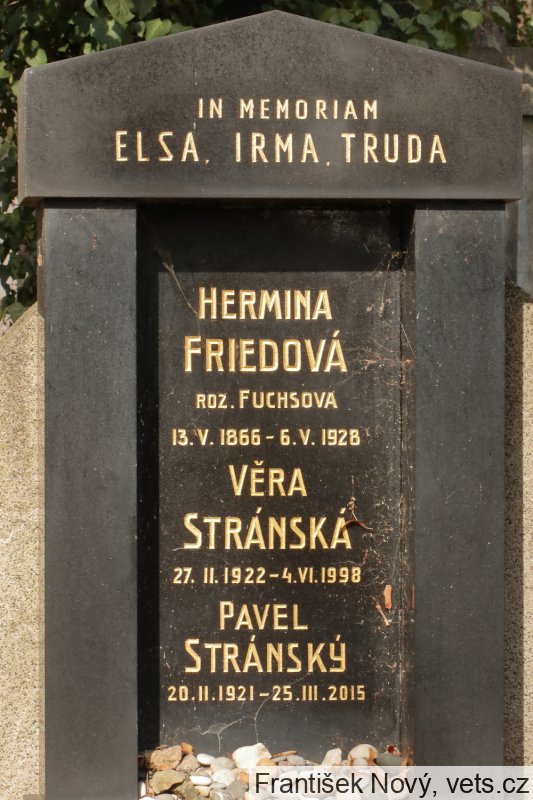 IN MEMORIAM
ELSA, IRMA, TRUDA
HERMINA
FRIEDOVÁ
ROZ. FUCHSOVA
13. V. 1866 - 6. V. 1928
VĚRA
STRÁNSKÁ
27. II. 1922 - 4. VI. 1998
PAVEL
STRÁNSKÝ
20. II. 1921 - 25. III. 2015
František Nový, vets.cz